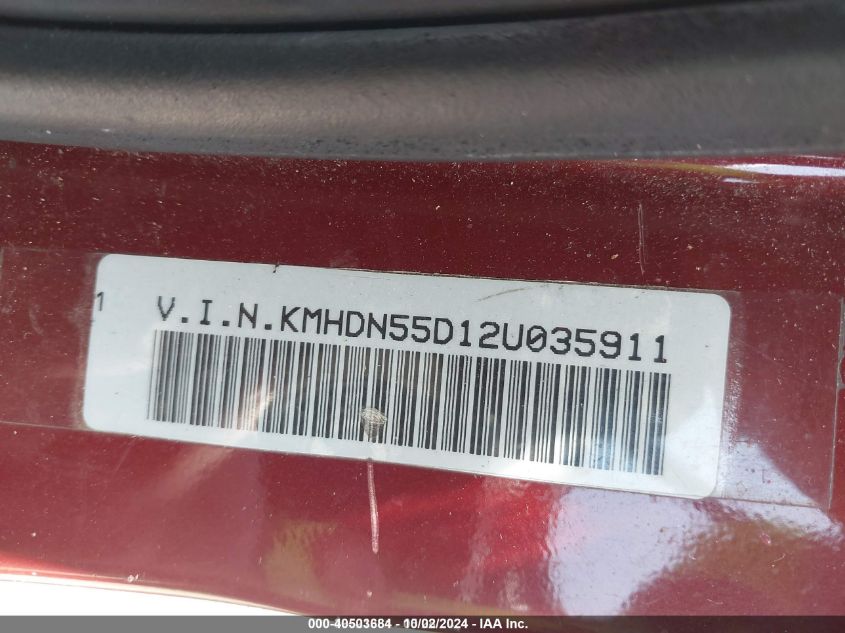 1
V.I.N.KMHDN55D12U035911
000-40503684 - 10/02/2024 - IAA Inc.